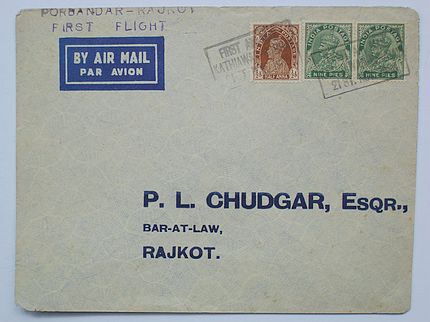 PORBANDAR-RAJKOT
FIRST FLIGHT
BY AIR MAIL
PAR AVION
FIRST
KATHIAWAR
INDIA POSTAGE
HALF ANNA
INDIA POSTAGE
NINE PIES
INDIA POSTAGE
NINE PIES
P. L. CHUDGAR, ESQR.,
BAR-AT-LAW,
RAJKOT.